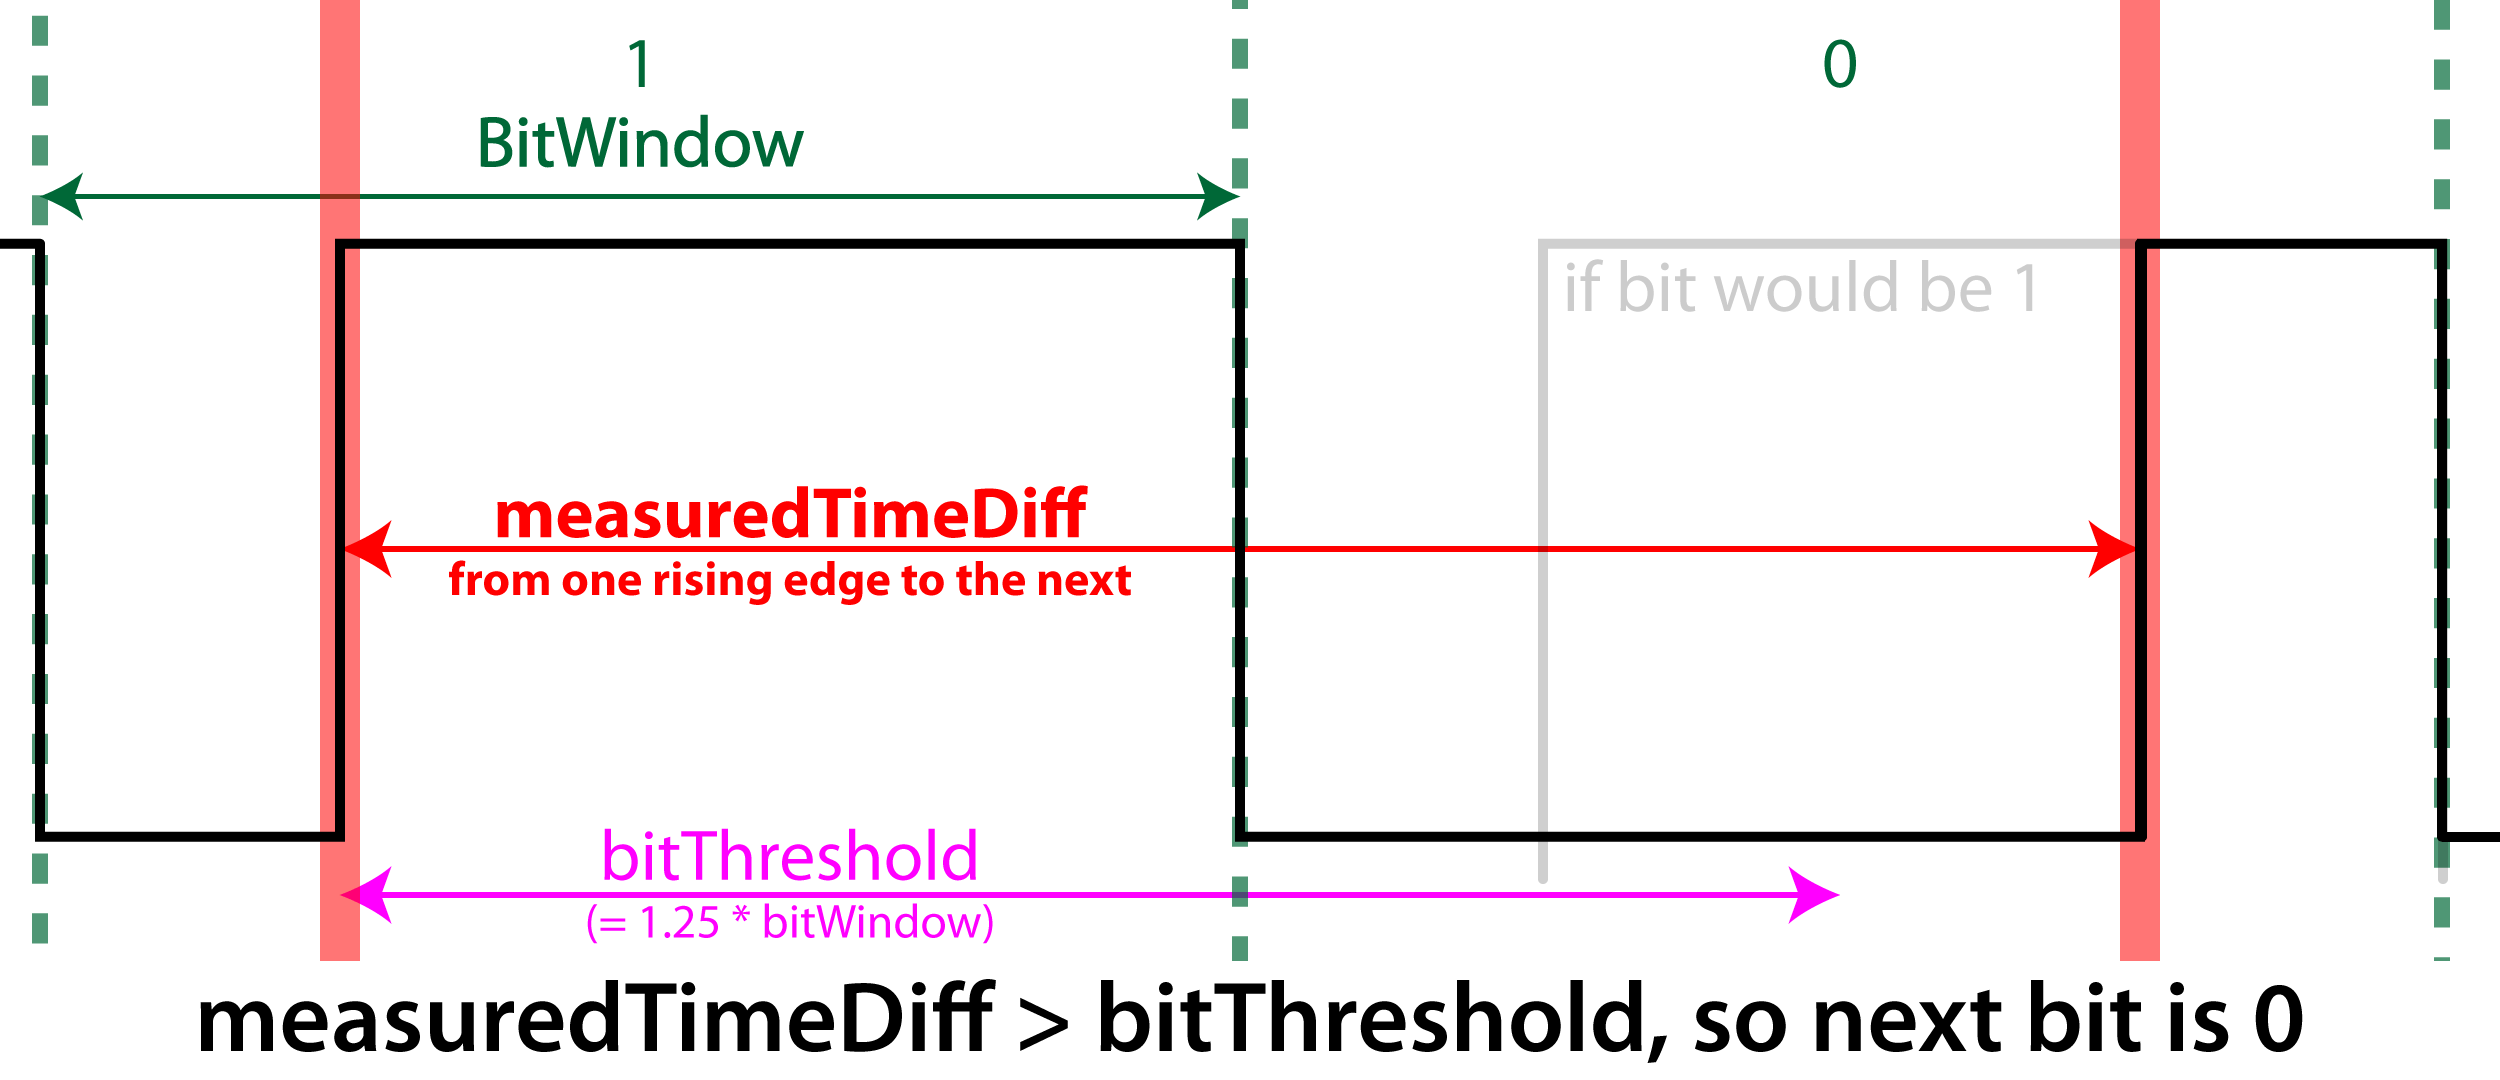 1
0
BitWindow
if bit would be 1
measuredTimeDiff
from one rising edge to the next
bitThreshold
(= 1.25 * bitWindow)
measuredTimeDiff > bitThreshold, so next bit is 0